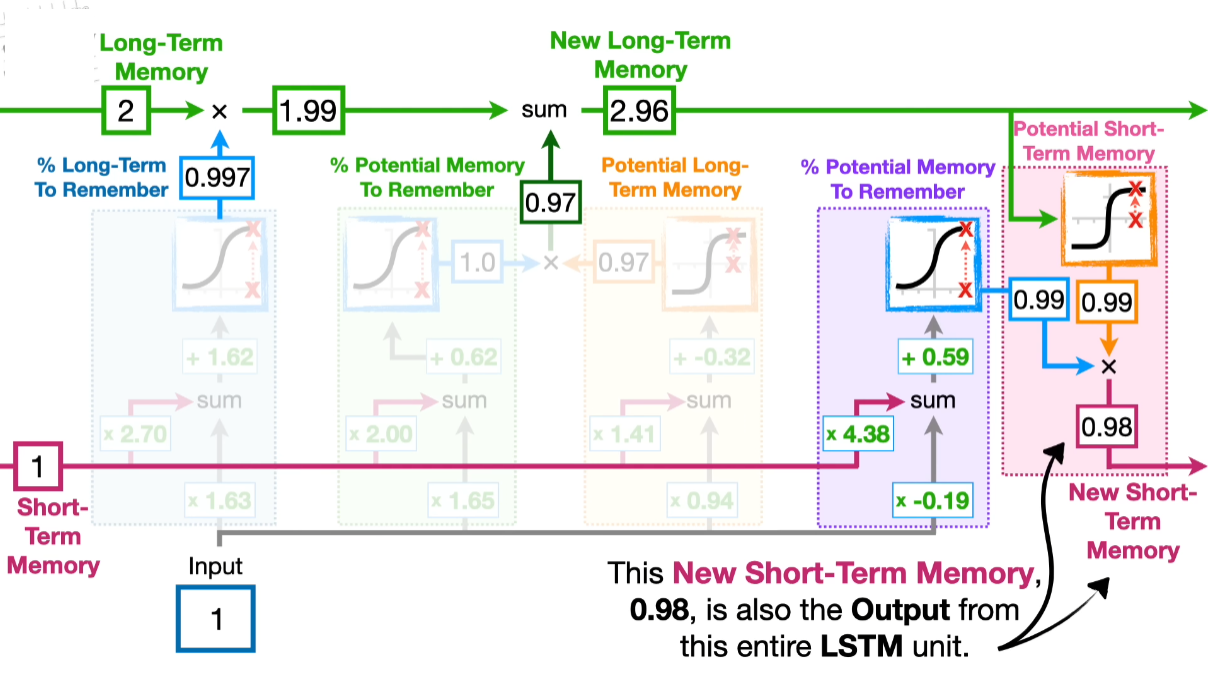 Long-Term
Memory
2
×
1.99
sum
New Long-Term
Memory
2.96
% Long-Term
To Remember
0.997
% Potential Memory
To Remember
0.97
Potential Long-
Term Memory
% Potential Memory
To Remember
Potential Short-
Term Memory
X
X
X
X
1.0
×
0.97
X
X
X
X
X
X
0.99
0.99
×
+ 1.62
+ 0.62
+ -0.32
+ 0.59
sum
sum
sum
sum
x 2.70
x 2.00
x 1.41
x 4.38
0.98
1
Short-
Term
Memory
x 1.63
x 1.65
x 0.94
x -0.19
New Short-
Term
Memory
Input
1
This New Short-Term Memory,
0.98, is also the Output from
this entire LSTM unit.